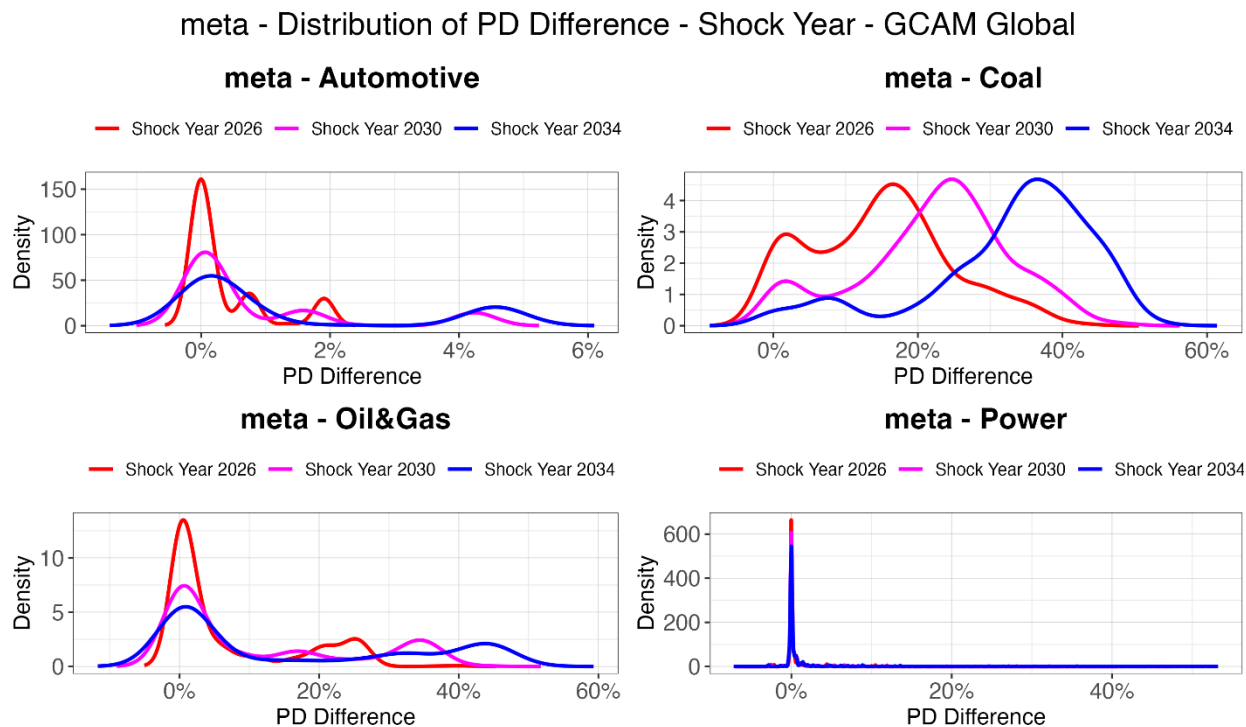 meta - Distribution of PD Difference - Shock Year - GCAM Global
meta - Automotive
Shock Year 2026 Shock Year 2030 Shock Year 2034
150
100
50
0
Density
0% 2% 4% 6%
PD Difference
meta - Coal
Shock Year 2026 Shock Year 2030 Shock Year 2034
4
3
2
1
0
Density
0% 20% 40% 60%
PD Difference
meta - Oil&Gas
Shock Year 2026 Shock Year 2030 Shock Year 2034
10
5
0
Density
0% 20% 40% 60%
PD Difference
meta - Power
Shock Year 2026 Shock Year 2030 Shock Year 2034
600
400
200
0
Density
0% 20% 40%
PD Difference